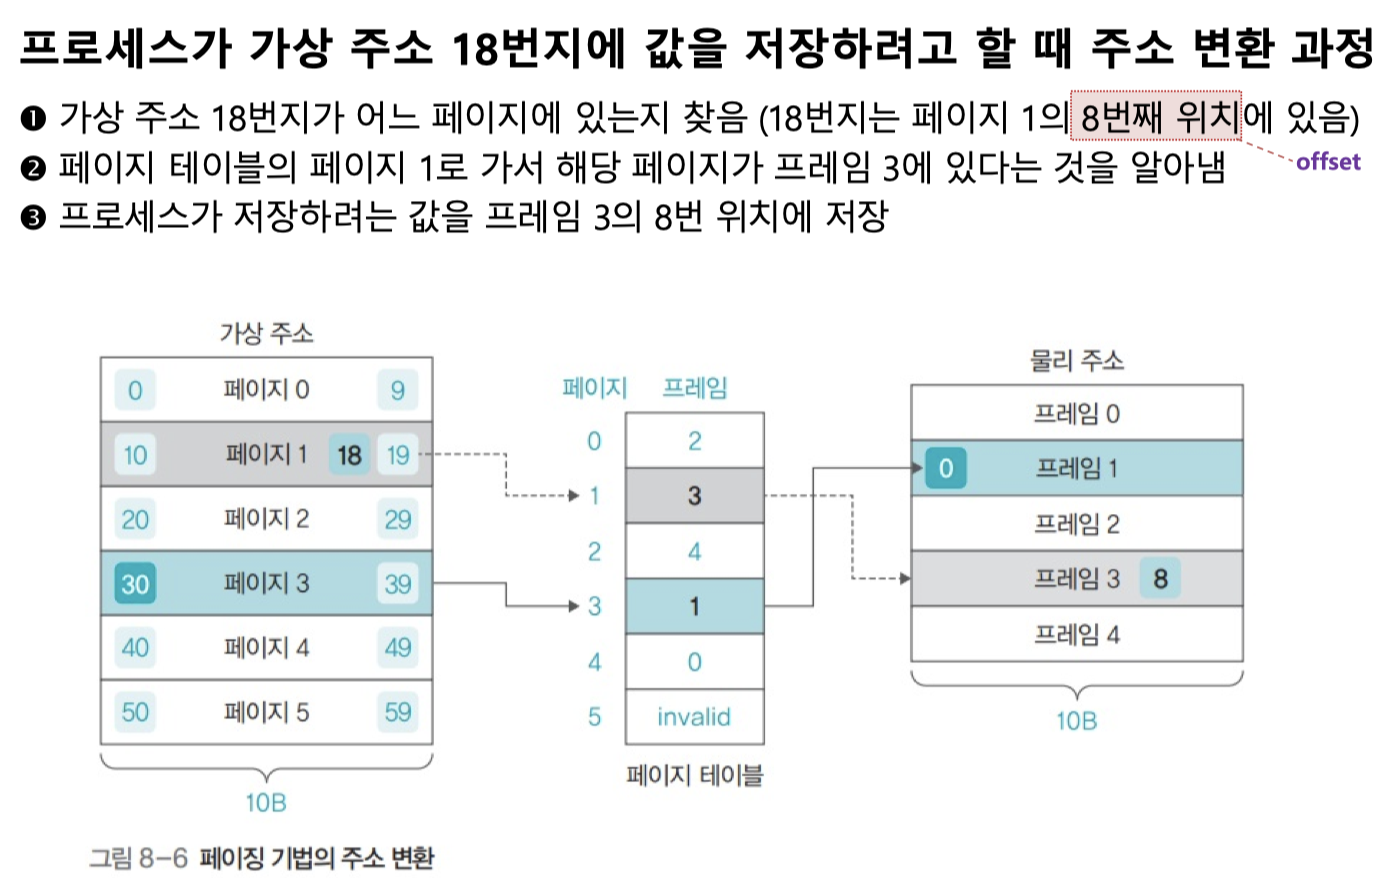 프로세스가 가상 주소 18번지에 값을 저장하려고 할 때 주소 변환 과정
❶ 가상 주소 18번지가 어느 페이지에 있는지 찾음 (18번지는 페이지 1의 8번째 위치에 있음)
offset
❷ 페이지 테이블의 페이지 1로 가서 해당 페이지가 프레임 3에 있다는 것을 알아냄
❸ 프로세스가 저장하려는 값을 프레임 3의 8번 위치에 저장
가상 주소
0 페이지 0 9
10 페이지 1 18 19
20 페이지 2 29
30 페이지 3 39
40 페이지 4 49
50 페이지 5 59
10B
페이지 프레임
0 2
1 3
2 4
3 1
4 0
5 invalid
페이지 테이블
물리 주소
프레임 0
0 프레임 1
프레임 2
프레임 3 8
프레임 4
10B
그림 8-6 페이징 기법의 주소 변환